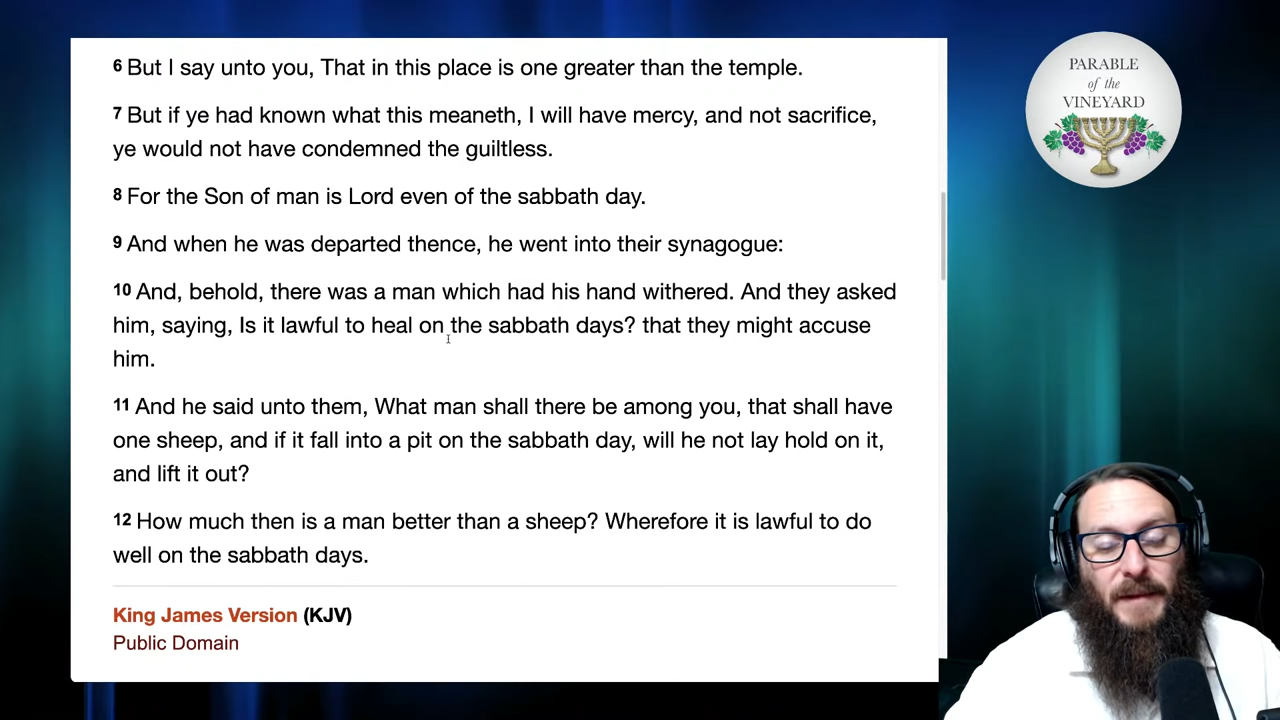 6 But I say unto you, That in this place is one greater than the temple.
7 But if ye had known what this meaneth, I will have mercy, and not sacrifice,
ye would not have condemned the guiltless.
8 For the Son of man is Lord even of the sabbath day.
9 And when he was departed thence, he went into their synagogue:
10 And, behold, there was a man which had his hand withered. And they asked
him, saying, Is it lawful to heal on the sabbath days? that they might accuse
him.
11 And he said unto them, What man shall there be among you, that shall have
one sheep, and if it fall into a pit on the sabbath day, will he not lay hold on it,
and lift it out?
12 How much then is a man better than a sheep? Wherefore it is lawful to do
well on the sabbath days.
King James Version (KJV)
Public Domain
PARABLE
of the
VINEYARD